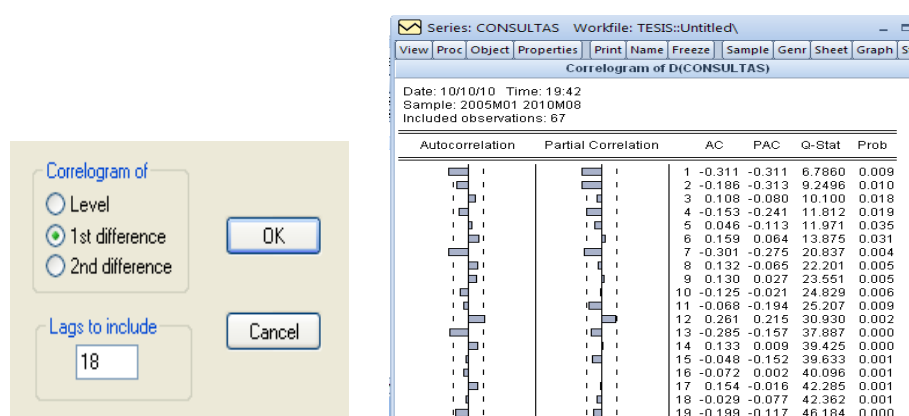 Correlogram of
Level
1st difference
2nd difference
OK
Lags to include
18
Cancel
Series: CONSULTAS Workfile: TESIS::Untitled\
View Proc Object Properties Print Name Freeze Sample Genr Sheet Graph
Correlogram of D(CONSULTAS)
Date: 10/10/10 Time: 19:42
Sample: 2005M01 2010M08
Included observations: 67
Autocorrelation Partial Correlation AC PAC Q-Stat Prob
1 -0.311 -0.311 6.7860 0.009
2 -0.186 -0.313 9.2496 0.010
3 0.108 -0.080 10.100 0.018
4 -0.153 -0.241 11.812 0.019
5 0.046 -0.113 11.971 0.035
6 0.159 0.064 13.875 0.031
7 -0.301 -0.275 20.837 0.004
8 0.132 -0.065 22.201 0.005
9 0.130 0.027 23.551 0.005
10 -0.125 -0.021 24.829 0.006
11 -0.068 -0.194 25.207 0.009
12 0.261 0.215 30.930 0.002
13 -0.285 -0.157 37.887 0.000
14 0.133 0.009 39.425 0.000
15 -0.048 -0.152 39.633 0.001
16 -0.072 0.002 40.096 0.001
17 0.154 -0.016 42.285 0.001
18 -0.029 -0.077 42.362 0.001
19 -0.199 -0.117 46.184 0.000